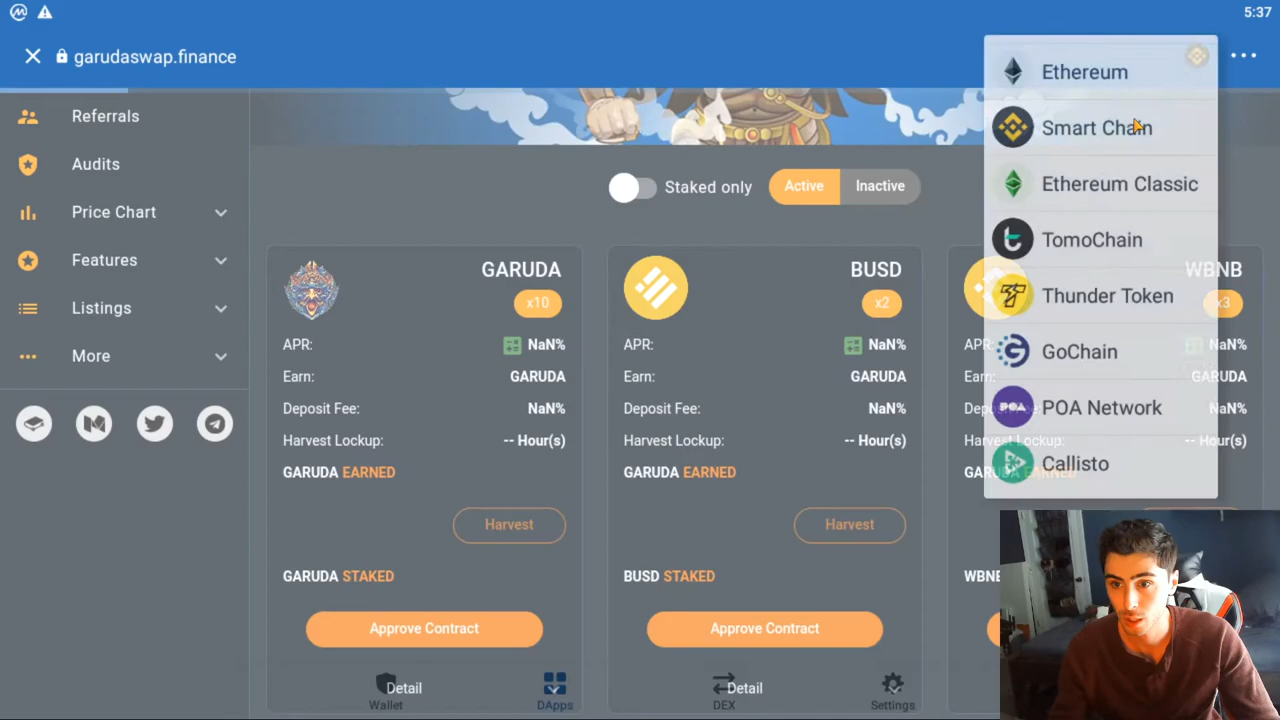 5:37
garudaswap.finance
Referrals
Audits
Price Chart
Features
Listings
More
Staked only
Active
Inactive
GARUDA
x10
APR:
NaN%
Earn:
GARUDA
Deposit Fee:
NaN%
Harvest Lockup:
-- Hour(s)
GARUDA EARNED
Harvest
GARUDA STAKED
Approve Contract
Detail
BUSD
x2
APR:
NaN%
Earn:
GARUDA
Deposit Fee:
NaN%
Harvest Lockup:
-- Hour(s)
GARUDA EARNED
Harvest
BUSD STAKED
Approve Contract
Detail
WBNB
x3
APR:
NaN%
Earn:
GARUDA
NaN%
-- Hour(s)
Ethereum
Smart Chain
Ethereum Classic
TomoChain
Thunder Token
GoChain
POA Network
Callisto
Wallet
DApps
DEX
Settings